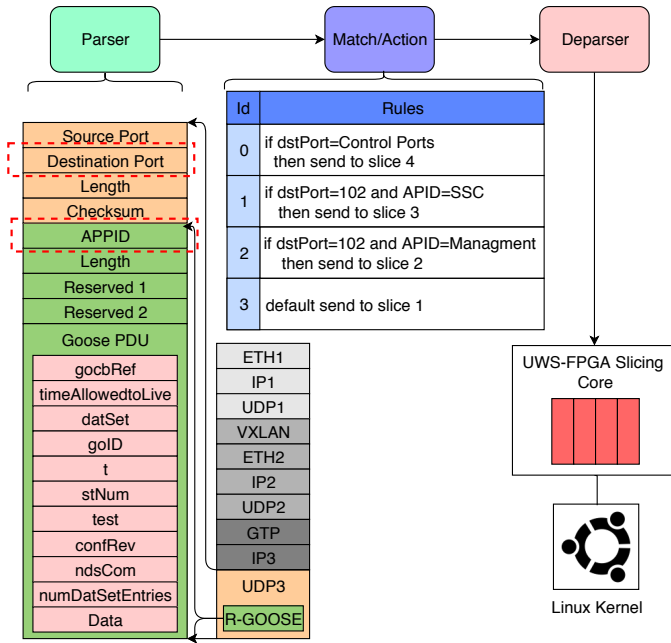 Parser
Match/Action
Deparser
Source Port
Destination Port
Length
Checksum
APPID
Length
Reserved 1
Reserved 2
Goose PDU
gocbRef
timeAllowedtoLive
datSet
goID
t
stNum
test
confRev
ndsCom
numDatSetEntries
Data
Id
Rules
0
if dstPort=Control Ports
then send to slice 4
1
if dstPort=102 and APID=SSC
then send to slice 3
2
if dstPort=102 and APID=Managment
then send to slice 2
3
default send to slice 1
ETH1
IP1
UDP1
VXLAN
ETH2
IP2
UDP2
GTP
IP3
UDP3
R-GOOSE
UWS-FPGA Slicing
Core
Linux Kernel